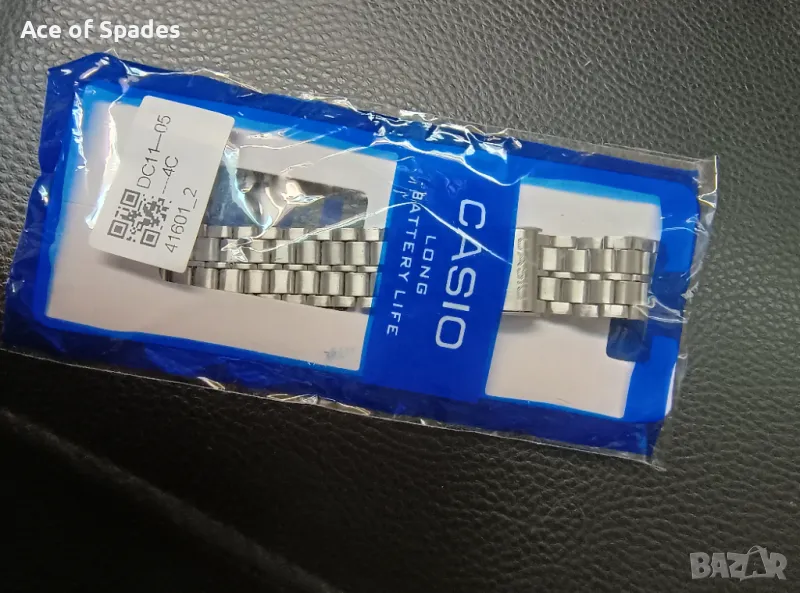 Ace of Spades
DC11—05
—4C
41601_2
CASIO
LONG
BATTERY LIFE
CASIO
BAZAR